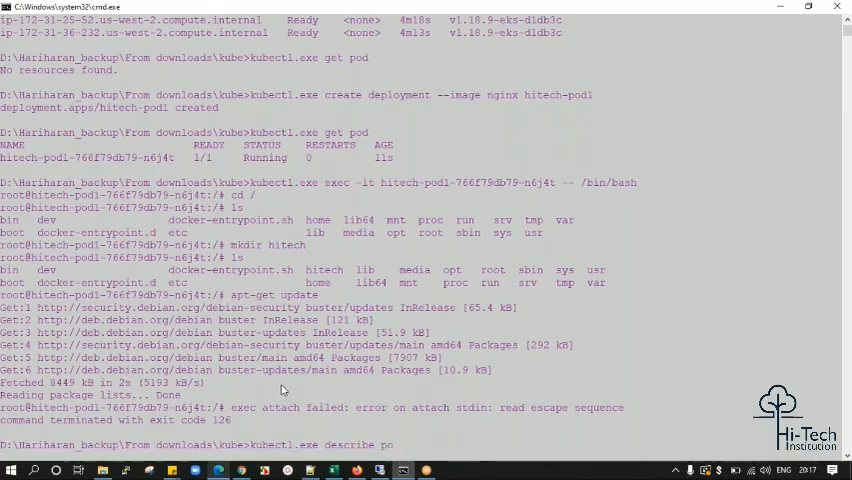 C:\Windows\system32\cmd.exe
ip-172-31-25-52.us-west-2.compute.internal Ready <none> 4m18s v1.18.9-eks-d1db3c
ip-172-31-36-232.us-west-2.compute.internal Ready <none> 4m13s v1.18.9-eks-d1db3c
D:\Hariharan_backup\From downloads\kube>kubectl.exe get pod
No resources found.
D:\Hariharan_backup\From downloads\kube>kubectl.exe create deployment --image nginx hitech-pod1
deployment.apps/hitech-pod1 created
D:\Hariharan_backup\From downloads\kube>kubectl.exe get pod
NAME READY STATUS RESTARTS AGE
hitech-pod1-766f79db79-n6j4t 1/1 Running 0 11s
D:\Hariharan_backup\From downloads\kube>kubectl.exe exec -it hitech-pod1-766f79db79-n6j4t -- /bin/bash
root@hitech-pod1-766f79db79-n6j4t:/# cd /
root@hitech-pod1-766f79db79-n6j4t:/# ls
bin dev docker-entrypoint.sh home lib64 mnt proc run srv tmp var
boot docker-entrypoint.d etc lib media opt root sbin sys usr
root@hitech-pod1-766f79db79-n6j4t:/# mkdir hitech
root@hitech-pod1-766f79db79-n6j4t:/# ls
bin dev docker-entrypoint.sh hitech lib media opt root sbin sys usr
boot docker-entrypoint.d etc home lib64 mnt proc run srv tmp var
root@hitech-pod1-766f79db79-n6j4t:/# apt-get update
Get:1 http://security.debian.org/debian-security buster/updates InRelease [65.4 kB]
Get:2 http://deb.debian.org/debian buster InRelease [121 kB]
Get:3 http://deb.debian.org/debian buster-updates InRelease [51.9 kB]
Get:4 http://security.debian.org/debian-security buster/updates/main amd64 Packages [292 kB]
Get:5 http://deb.debian.org/debian buster/main amd64 Packages [7907 kB]
Get:6 http://deb.debian.org/debian buster-updates/main amd64 Packages [10.9 kB]
Fetched 8449 kB in 2s (5193 kB/s)
Reading package lists... Done
root@hitech-pod1-766f79db79-n6j4t:/# exec attach failed: error on attach stdin: read escape sequence
command terminated with exit code 126
D:\Hariharan_backup\From downloads\kube>kubectl.exe describe po
Hi-Tech
Institution
ENG
20:17